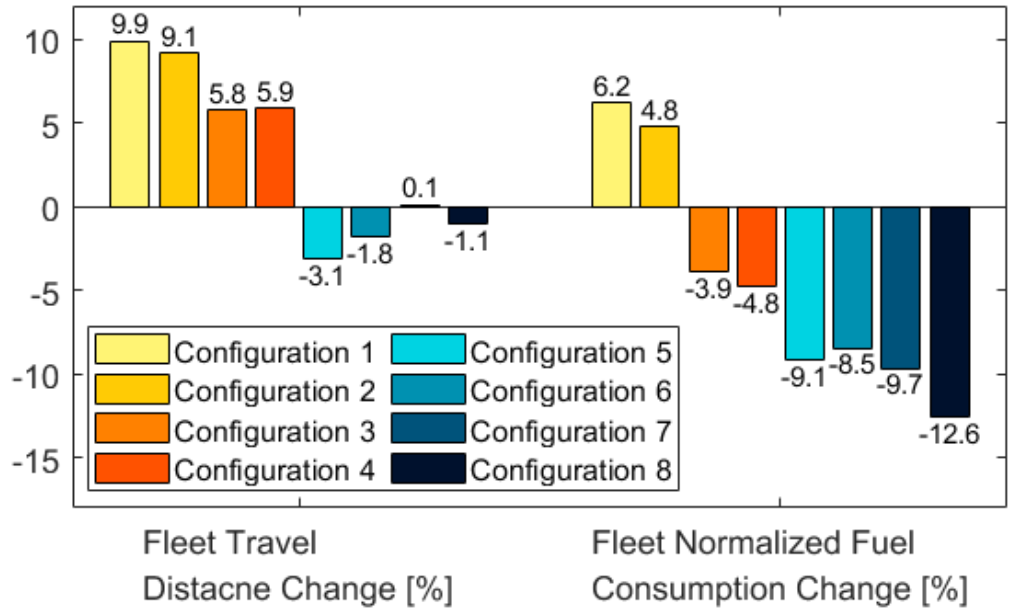 9.9
9.1
5.8
5.9
-3.1
-1.8
0.1
-1.1
6.2
4.8
-3.9
-4.8
-9.1
-8.5
-9.7
-12.6
10
5
0
-5
-10
-15
Configuration 1
Configuration 2
Configuration 3
Configuration 4
Configuration 5
Configuration 6
Configuration 7
Configuration 8
Fleet Travel
Distacne Change [%]
Fleet Normalized Fuel
Consumption Change [%]